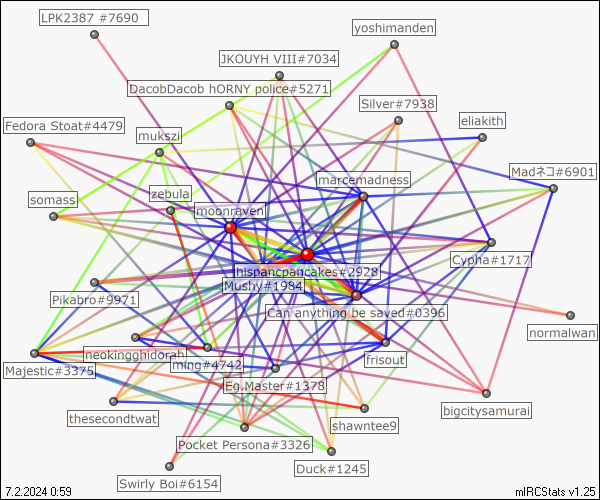 LPK2387 #7690
yoshimanden
JKOUYH VIII#7034
DacobDacob hORNY police#5271
Silver#7938
eliakith
Fedora Stoat#4479
mukszi
Madネコ#6901
marcemadness
zebula
somass
moonraven
Cypha#1717
hispancpancakes#2928
Mushy#1984
Pikabro#9971
Can anything be saved#0396
normalwan
neokingghidorah
frisout
ming#4742
Majestic#3375
Eg.Master#1378
bigcitysamurai
thesecondtwat
shawntee9
Pocket Persona#3326
Duck#1245
Swirly Boi#6154
7.2.2024 0:59
mIRCStats v1.25